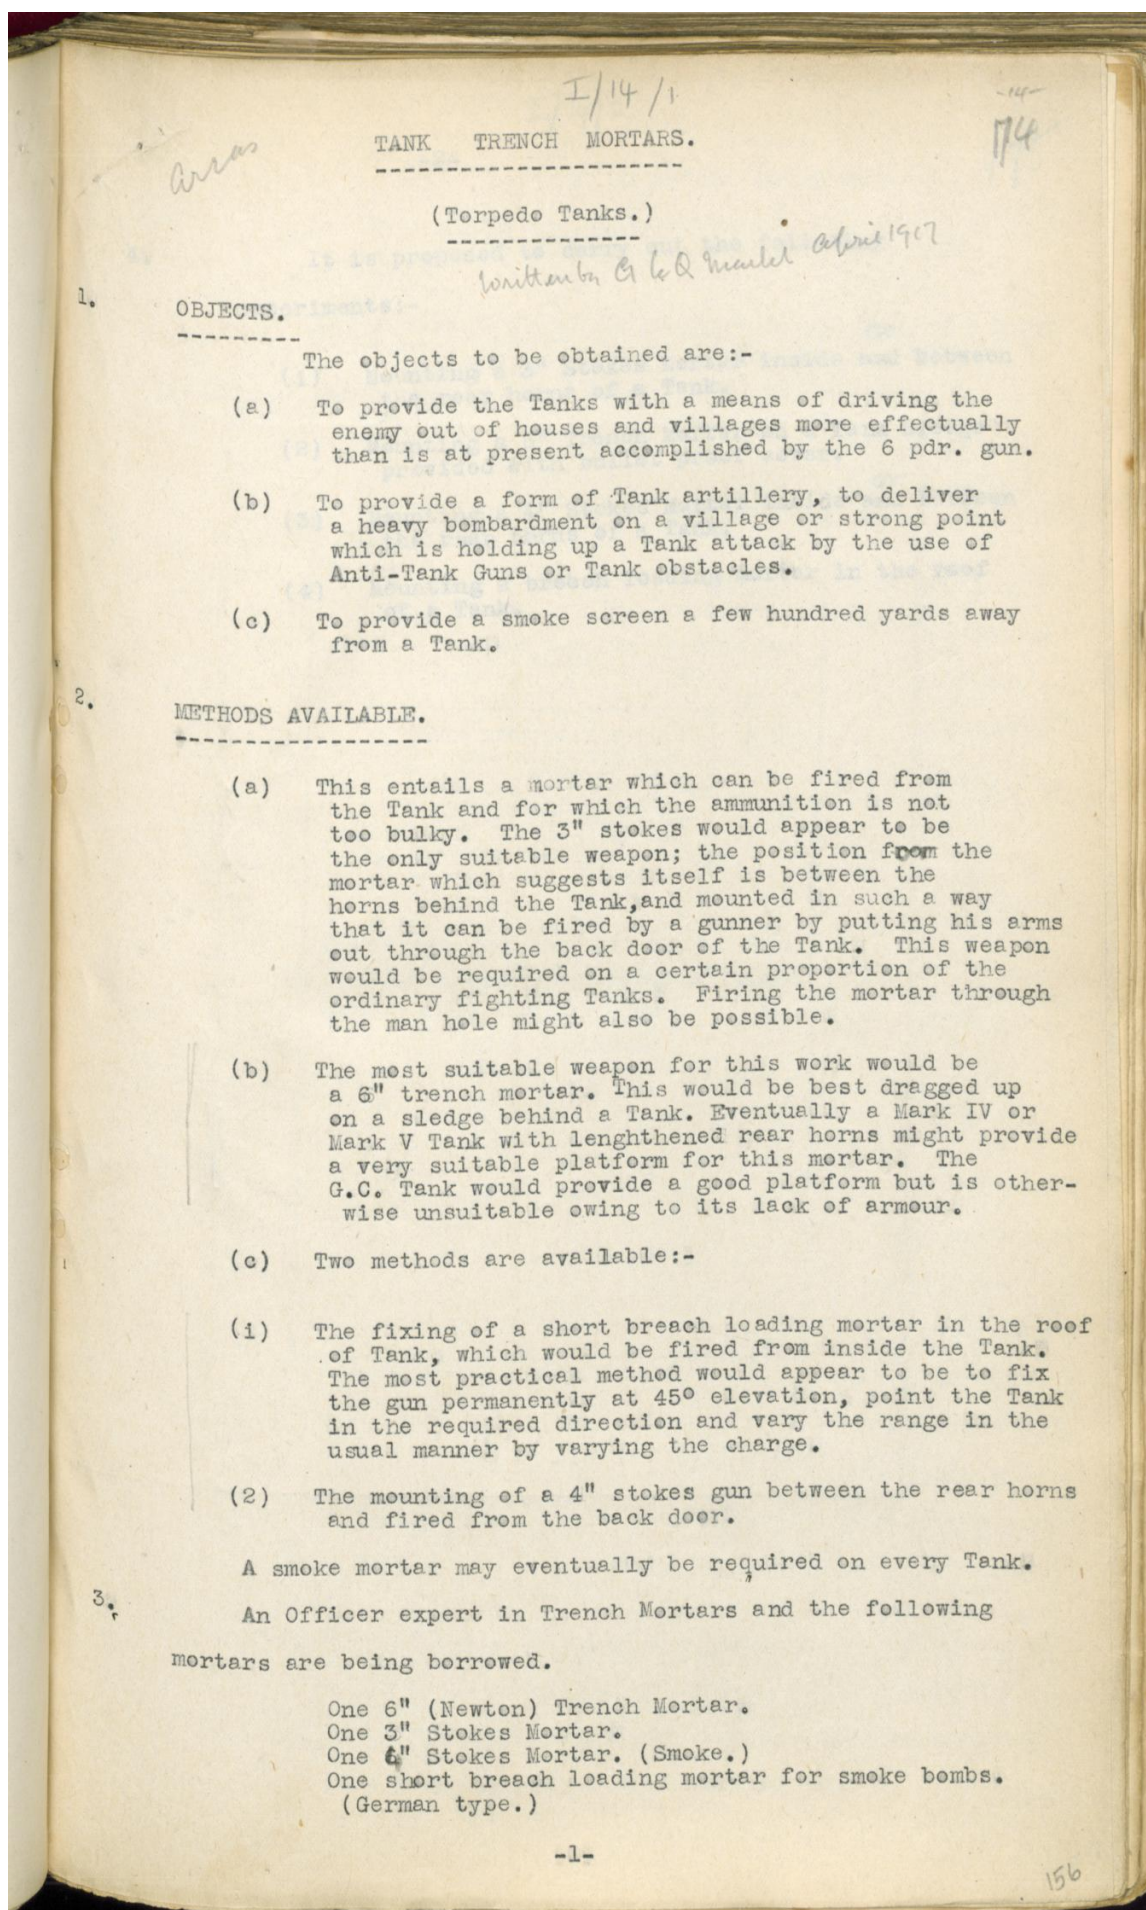 I/14/1
-14-
174
TANK TRENCH MORTARS.
Arras
(Torpedo Tanks.)
Written by G le Q Martel April 1917
1.
OBJECTS.
The objects to be obtained are:-
(a) To provide the Tanks with a means of driving the
enemy out of houses and villages more effectually
than is at present accomplished by the 6 pdr. gun.
(b) To provide a form of Tank artillery, to deliver
a heavy bombardment on a village or strong point
which is holding up a Tank attack by the use of
Anti-Tank Guns or Tank obstacles.
(c) To provide a smoke screen a few hundred yards away
from a Tank.
2.
METHODS AVAILABLE.
(a) This entails a mortar which can be fired from
the Tank and for which the ammunition is not
too bulky. The 3" stokes would appear to be
the only suitable weapon; the position from the
mortar which suggests itself is between the
horns behind the Tank,and mounted in such a way
that it can be fired by a gunner by putting his arms
out through the back door of the Tank. This weapon
would be required on a certain proportion of the
ordinary fighting Tanks. Firing the mortar through
the man hole might also be possible.
(b) The most suitable weapon for this work would be
a 6" trench mortar. This would be best dragged up
on a sledge behind a Tank. Eventually a Mark IV or
Mark V Tank with lenghthened rear horns might provide
a very suitable platform for this mortar. The
G.C. Tank would provide a good platform but is other-
wise unsuitable owing to its lack of armour.
(c) Two methods are available:-
(i) The fixing of a short breach loading mortar in the roof
of Tank, which would be fired from inside the Tank.
The most practical method would appear to be to fix
the gun permanently at 45° elevation, point the Tank
in the required direction and vary the range in the
usual manner by varying the charge.
(2) The mounting of a 4" stokes gun between the rear horns
and fired from the back door.
A smoke mortar may eventually be required on every Tank.
3.
An Officer expert in Trench Mortars and the following
mortars are being borrowed.
One 6" (Newton) Trench Mortar.
One 3" Stokes Mortar.
One " Stokes Mortar. (Smoke.)
One short breach loading mortar for smoke bombs.
(German type.)
-1-
156